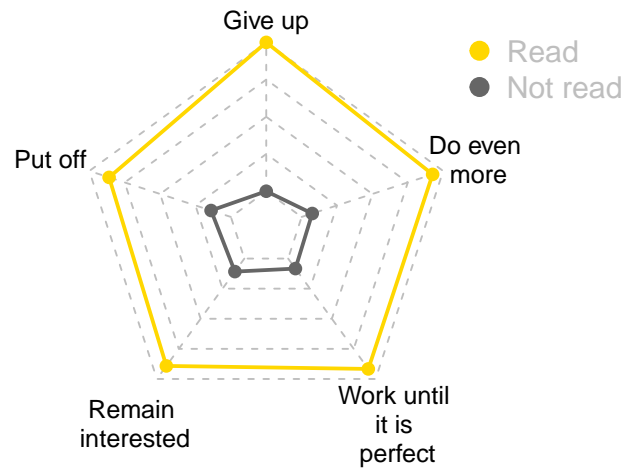 Give up
Read
Not read
Put off
Do even
more
Remain
interested
Work until
it is
perfect